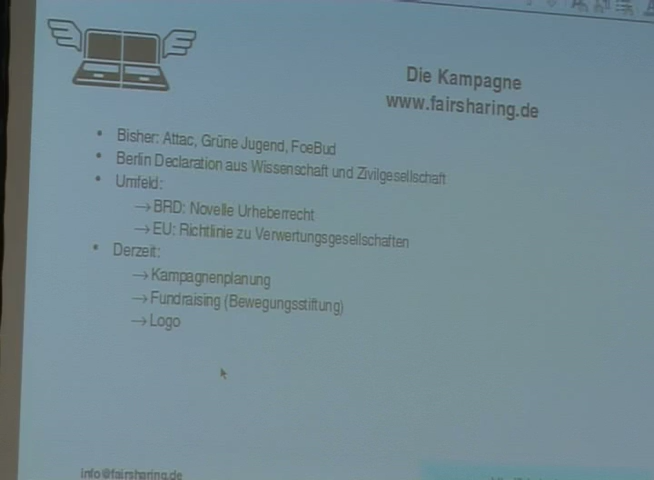 Die Kampagne
www.fairsharing.de
• Bisher: Attac, Grüne Jugend, FoeBud
• Berlin Declaration aus Wissenschaft und Zivilgesellschaft
• Umfeld:
→BRD: Novelle Urheberrecht
→EU: Richtlinie zu Verwertungsgesellschaften
• Derzeit:
→Kampagnenplanung
→Fundraising (Bewegungsstiftung)
→Logo
info@fairsharing.de